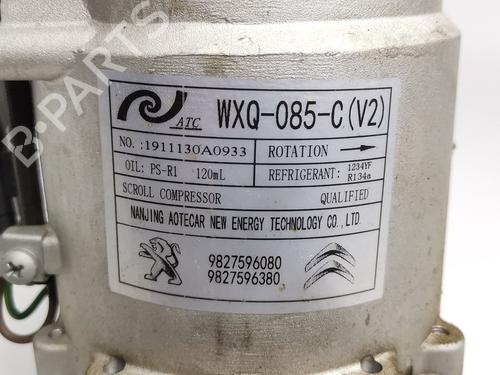 B-PARTS
ATC WXQ-085-C(V2)
NO.:1911130A0933 ROTATION
OIL: PS-R1 120mL REFRIGERANT: 1234YF R134a
SCROLL COMPRESSOR QUALIFIED
NANJING AOTECAR NEW ENERGY TECHNOLOGY CO., LTD.
9827596080
9827596380